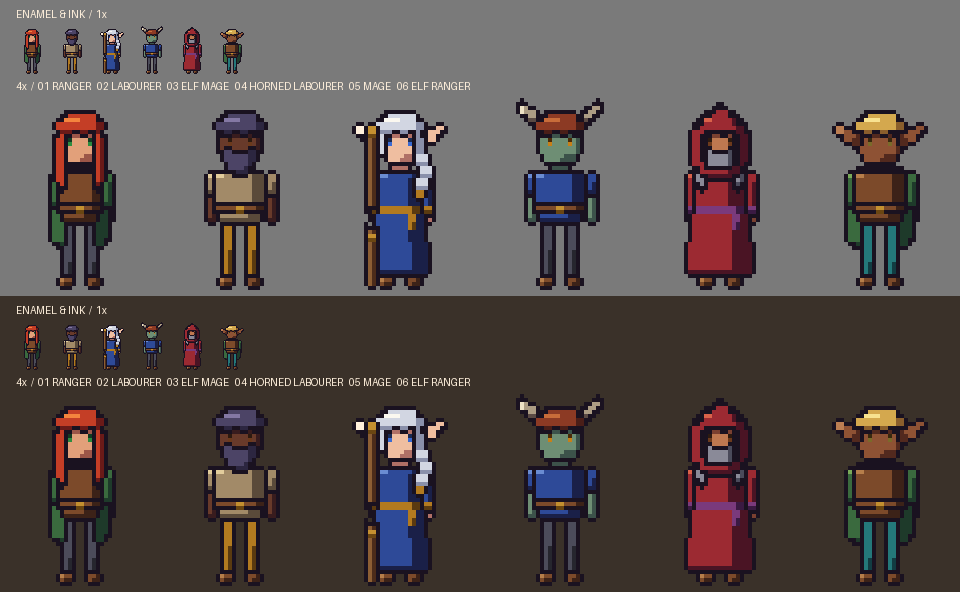 ENAMEL & INK / 1x
4x / 01 RANGER 02 LABOURER 03 ELF MAGE 04 HORNED LABOURER 05 MAGE 06 ELF RANGER
ENAMEL & INK / 1x
4x / 01 RANGER 02 LABOURER 03 ELF MAGE 04 HORNED LABOURER 05 MAGE 06 ELF RANGER